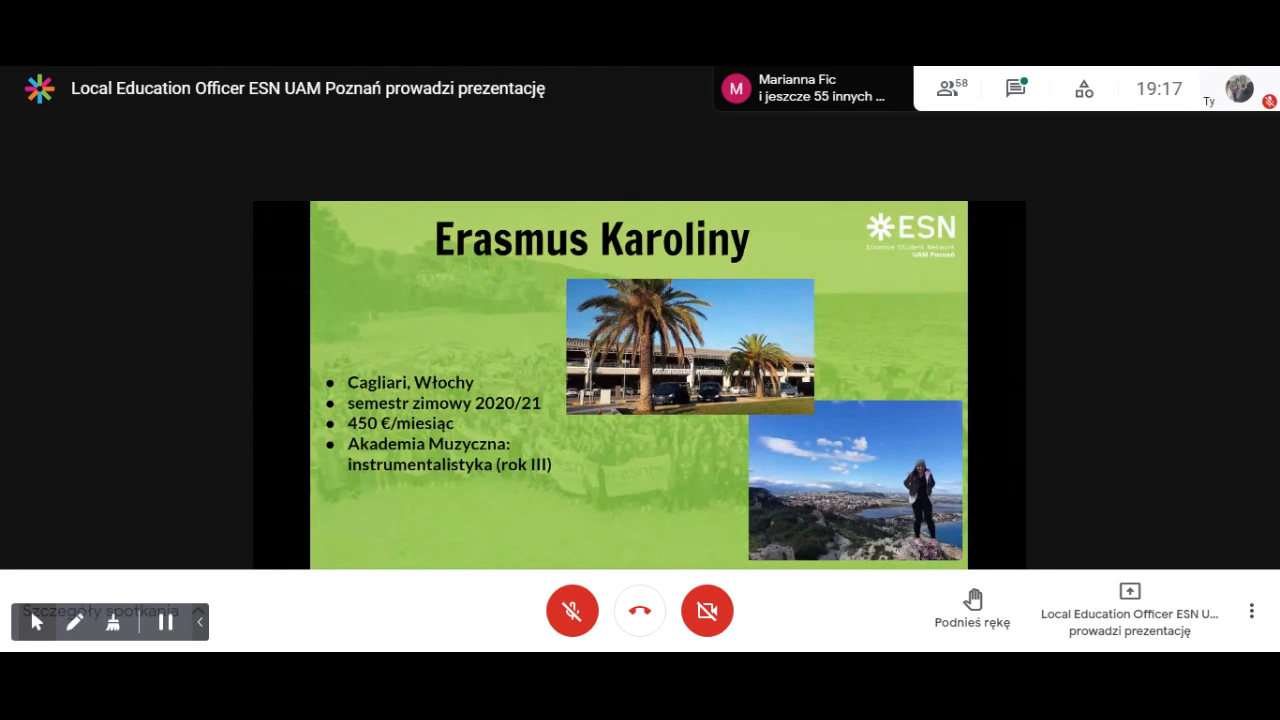 Local Education Officer ESN UAM Poznań prowadzi prezentację
M
Marianna Fic
i jeszcze 55 innych ...
58
19:17
Ty
Erasmus Karoliny
ESN
Erasmus Student Network
UAM Poznań
● Cagliari, Włochy
● semestr zimowy 2020/21
● 450 €/miesiąc
● Akademia Muzyczna:
instrumentalistyka (rok III)
ESN
Szczegóły spotkania
Podnieś rękę
Local Education Officer ESN U...
prowadzi prezentację